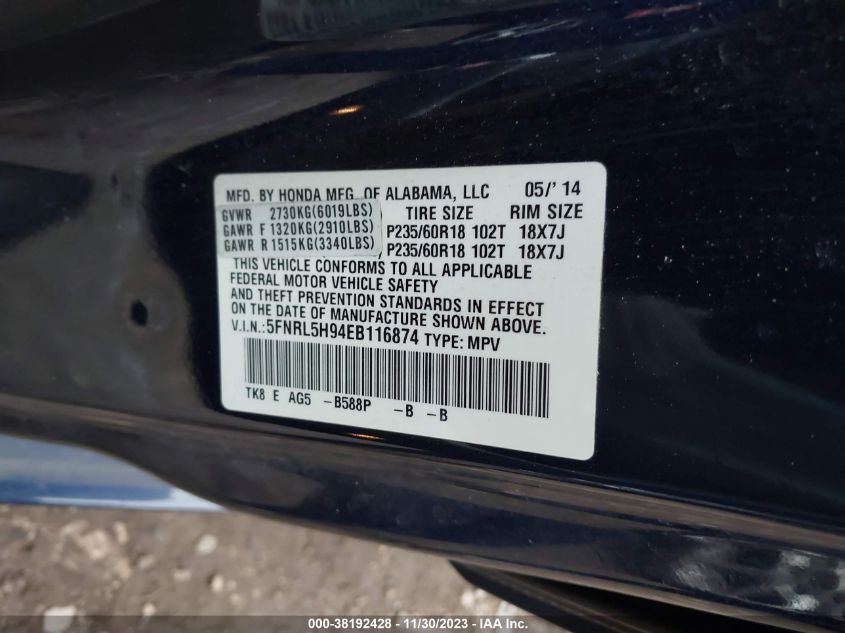 MFD. BY HONDA MFG. OF ALABAMA, LLC 05/'14
GVWR 2730KG(6019LBS) TIRE SIZE RIM SIZE
GAWR F 1320KG(2910LBS) P235/60R18 102T 18X7J
GAWR R 1515KG(3340LBS) P235/60R18 102T 18X7J
THIS VEHICLE CONFORMS TO ALL APPLICABLE
FEDERAL MOTOR VEHICLE SAFETY
AND THEFT PREVENTION STANDARDS IN EFFECT
ON THE DATE OF MANUFACTURE SHOWN ABOVE.
V.I.N.:5FNRL5H94EB116874 TYPE: MPV
TK8 E AG5 -B588P -B -B
000-38192428 - 11/30/2023 - IAA Inc.